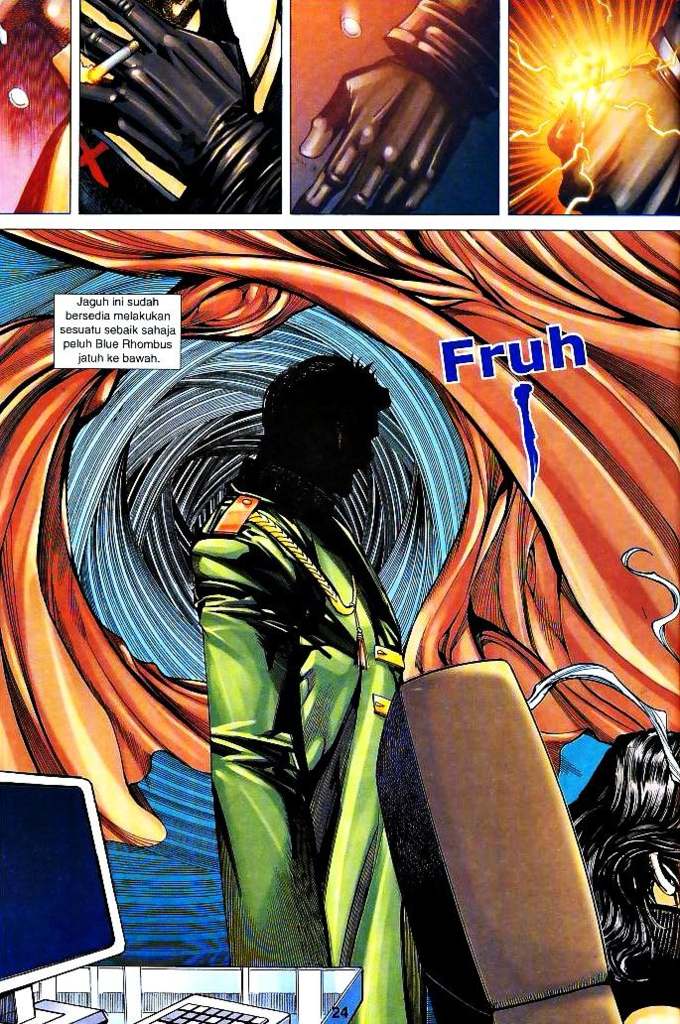 Jaguh ini sudah
bersedia melakukan
sesuatu sebaik sahaja
peluh Blue Rhombus
jatuh ke bawah.
Fruh
24